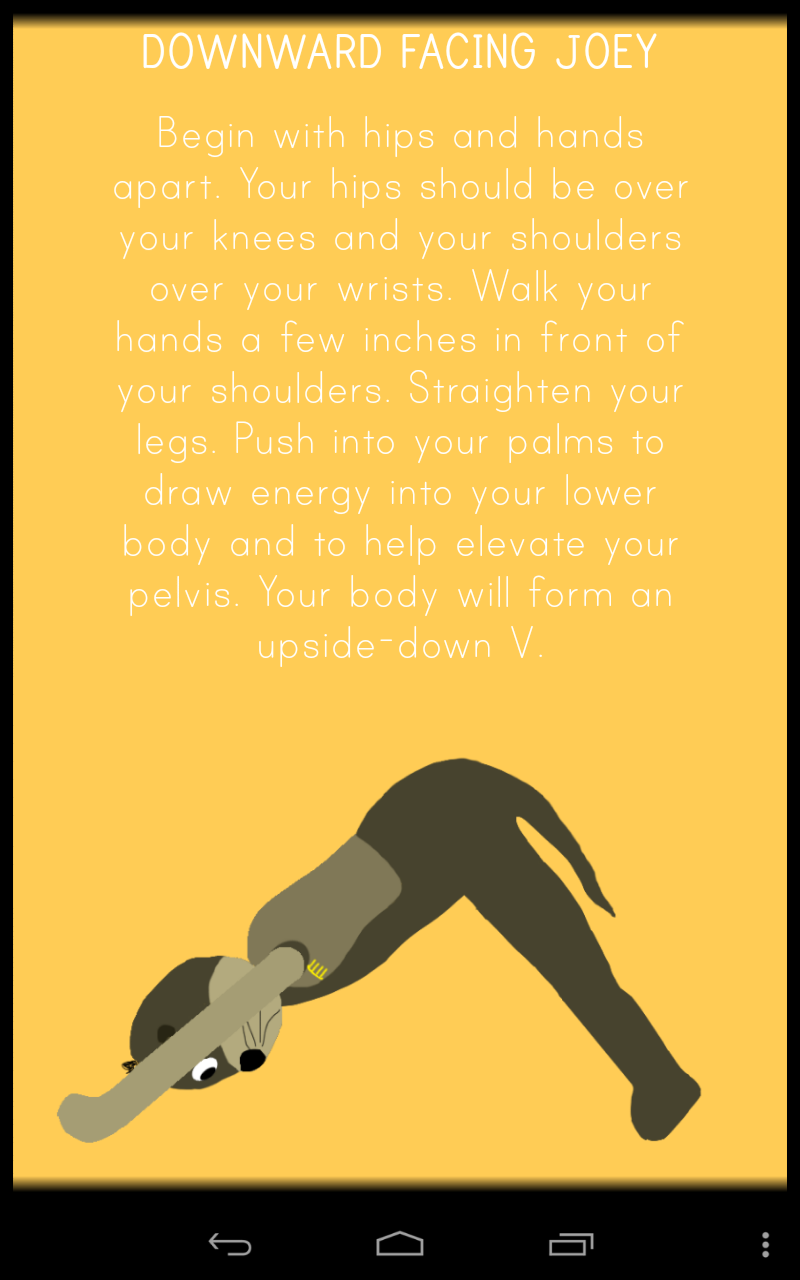 DOWNWARD FACING JOEY
Begin with hips and hands
apart. Your hips should be over
your knees and your shoulders
over your wrists. Walk your
hands a few inches in front of
your shoulders. Straighten your
legs. Push into your palms to
draw energy into your lower
body and to help elevate your
pelvis. Your body will form an
upside-down V.